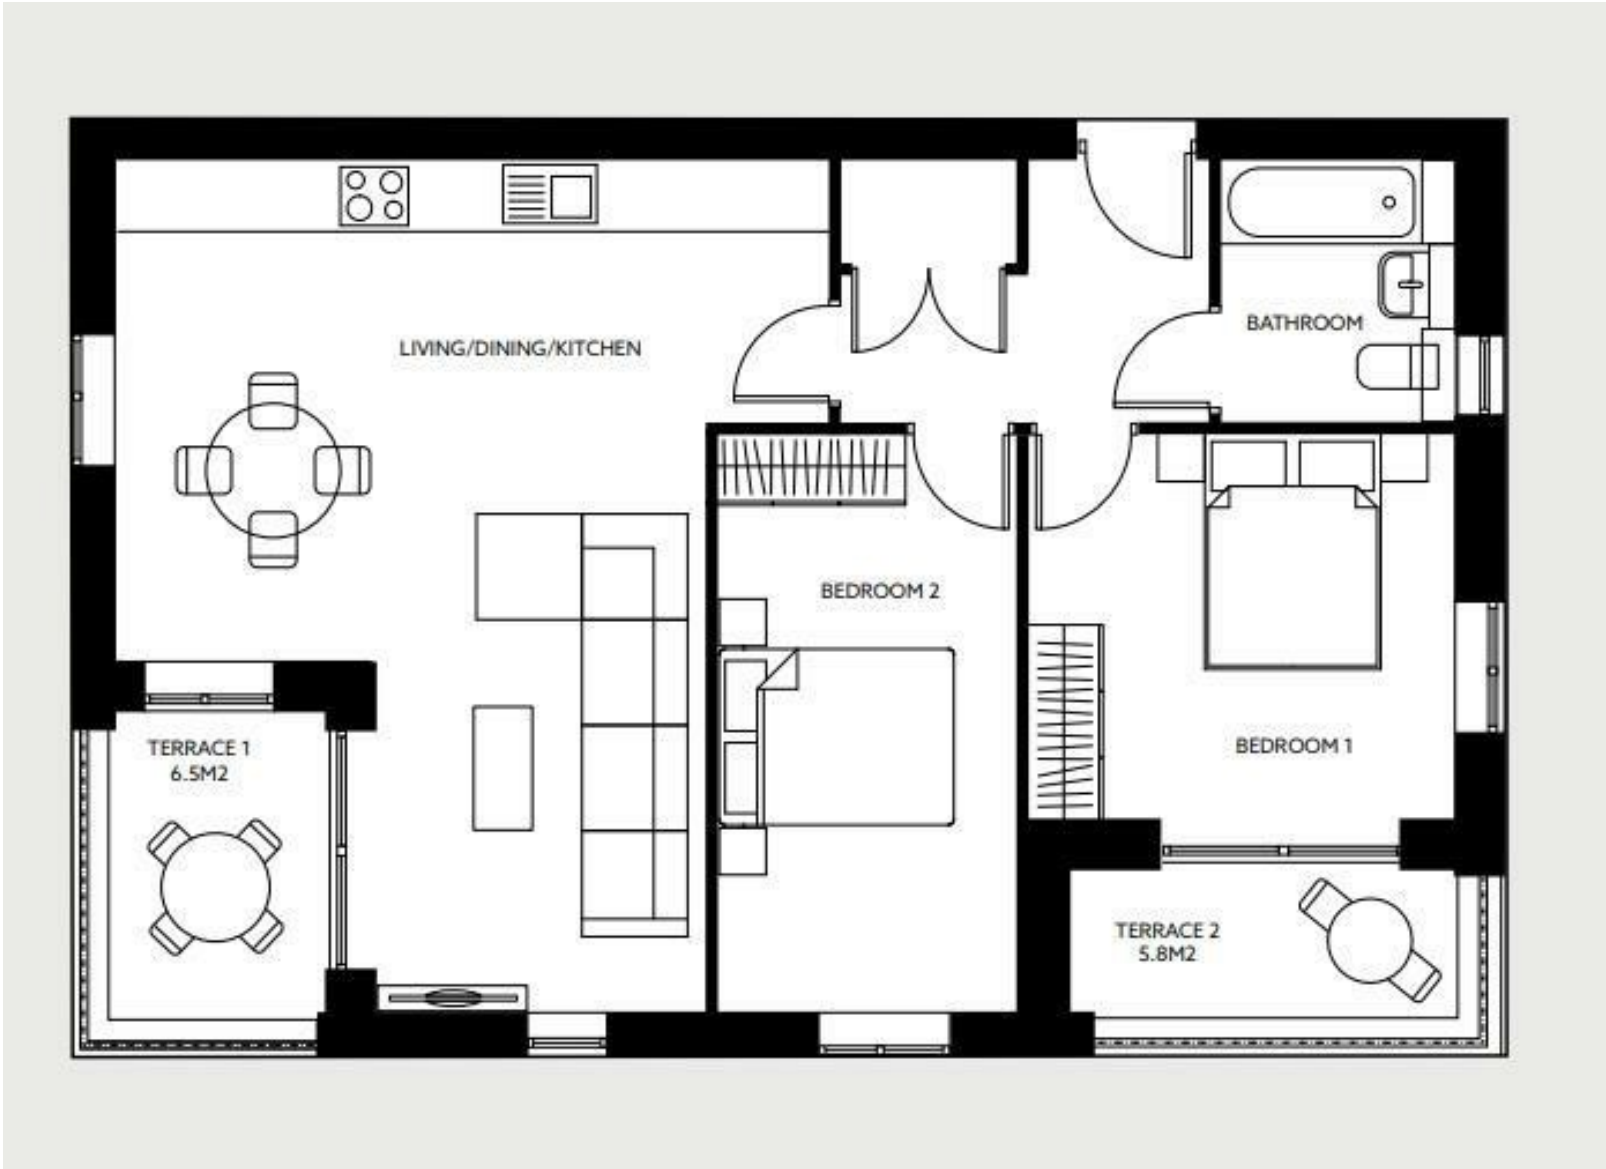 LIVING/DINING/KITCHEN
BATHROOM
BEDROOM 2
BEDROOM 1
TERRACE 1
6.5M2
TERRACE 2
5.8M2